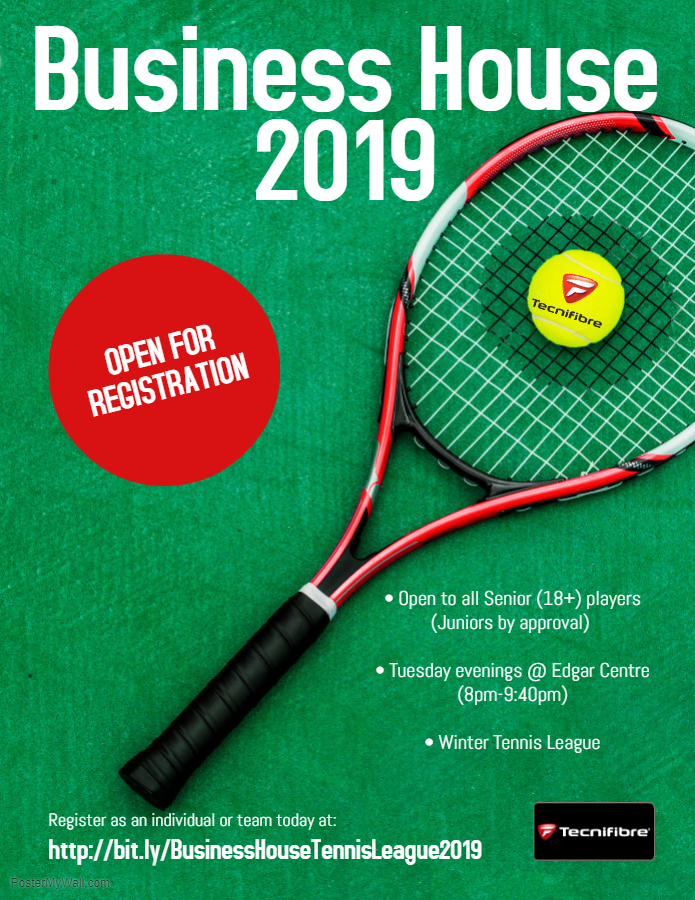 Business House
2019
Tecnifibre
OPEN FOR
REGISTRATION
• Open to all Senior (18+) players
(Juniors by approval)
• Tuesday evenings @ Edgar Centre
(8pm-9:40pm)
• Winter Tennis League
Register as an individual or team today at:
http://bit.ly/BusinessHouseTennisLeague2019
Tecnifibre
PosterMyWall.com